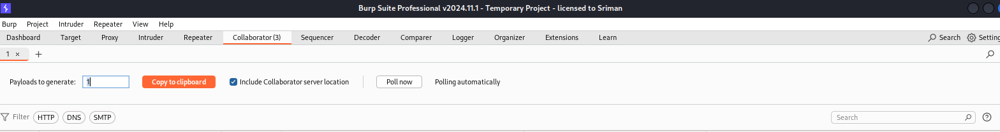 Burp Suite Professional v2024.11.1 - Temporary Project - licensed to Sriman
Burp Project Intruder Repeater View Help
Dashboard Target Proxy Intruder Repeater Collaborator (3) Sequencer Decoder Comparer Logger Organizer Extensions Learn Search Setting
1 × +
Payloads to generate: 1 Copy to clipboard Include Collaborator server location Poll now Polling automatically
Filter HTTP DNS SMTP Search ?